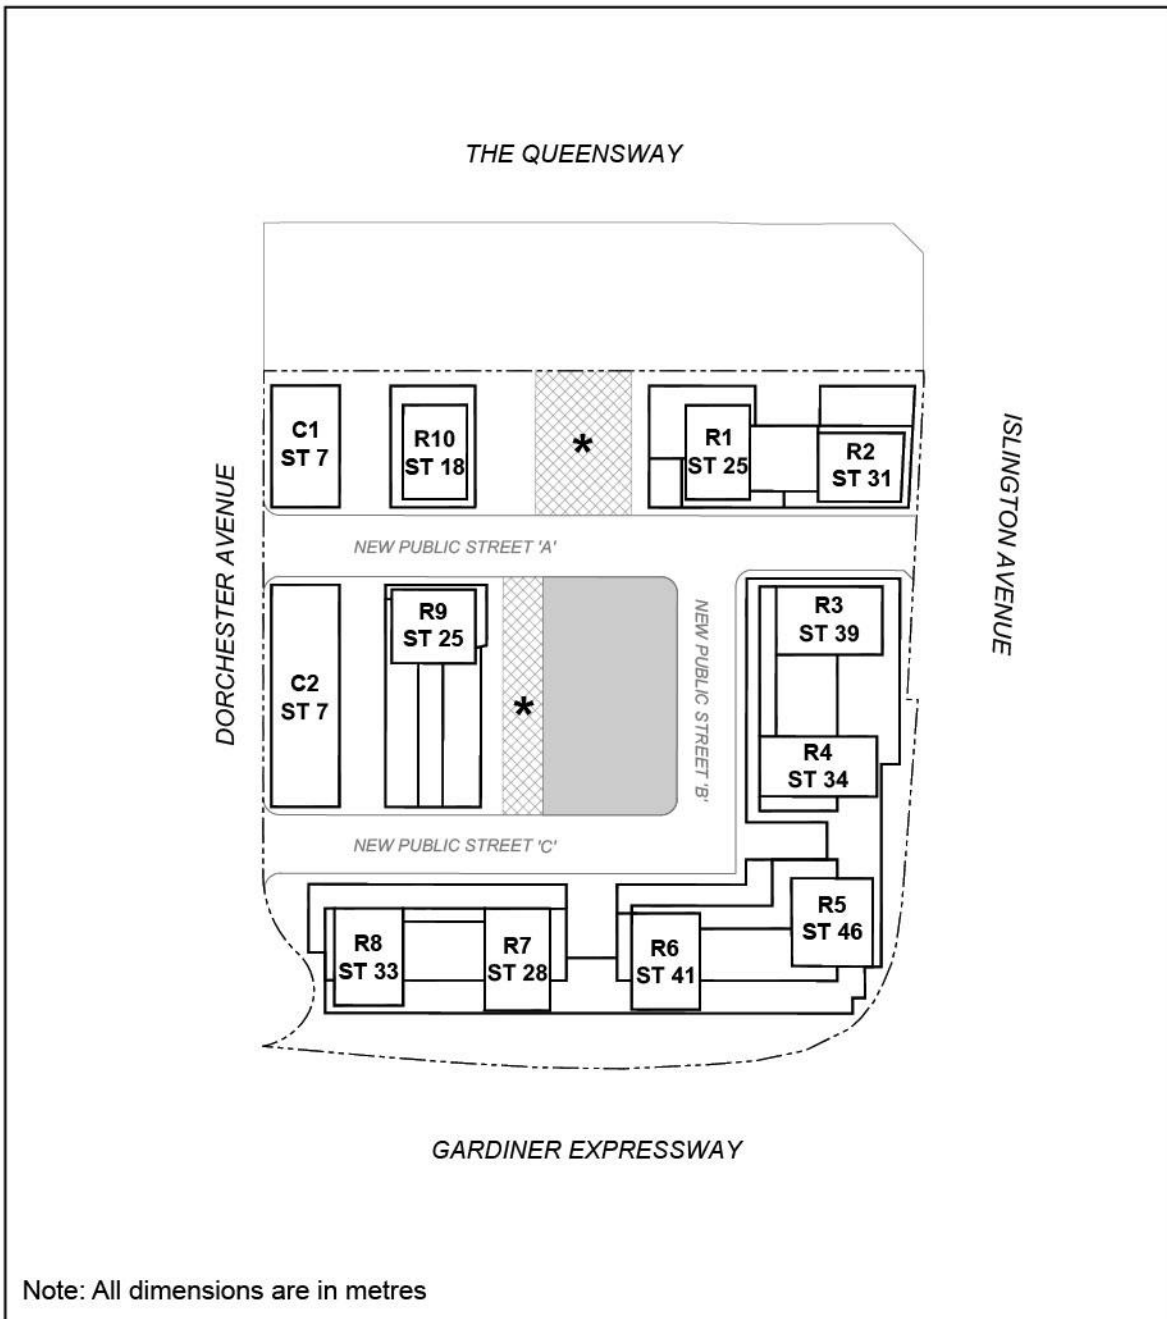 THE QUEENSWAY
C1
ST 7
R10
ST 18
*
R1
ST 25
R2
ST 31
DORCHESTER AVENUE
ISLINGTON AVENUE
NEW PUBLIC STREET 'A'
C2
ST 7
R9
ST 25
*
NEW PUBLIC STREET 'B'
R3
ST 39
R4
ST 34
NEW PUBLIC STREET 'C'
R8
ST 33
R7
ST 28
R6
ST 41
R5
ST 46
GARDINER EXPRESSWAY
Note: All dimensions are in metres